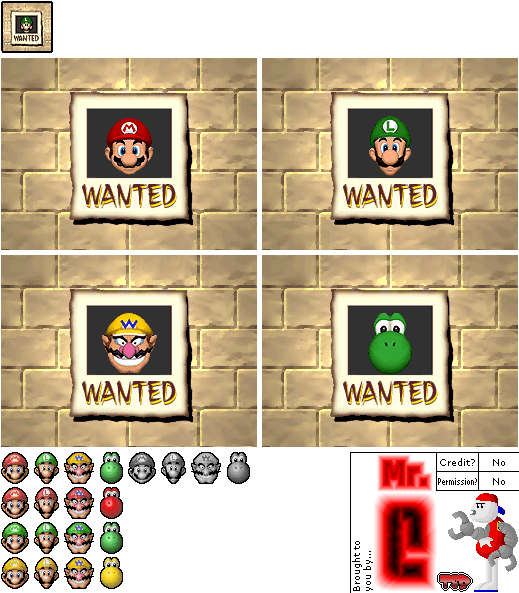 WANTED
M
L
WANTED
WANTED
W
WANTED
WANTED
Mr.
e
Brought to
you by...
Credit? No
Permission? No